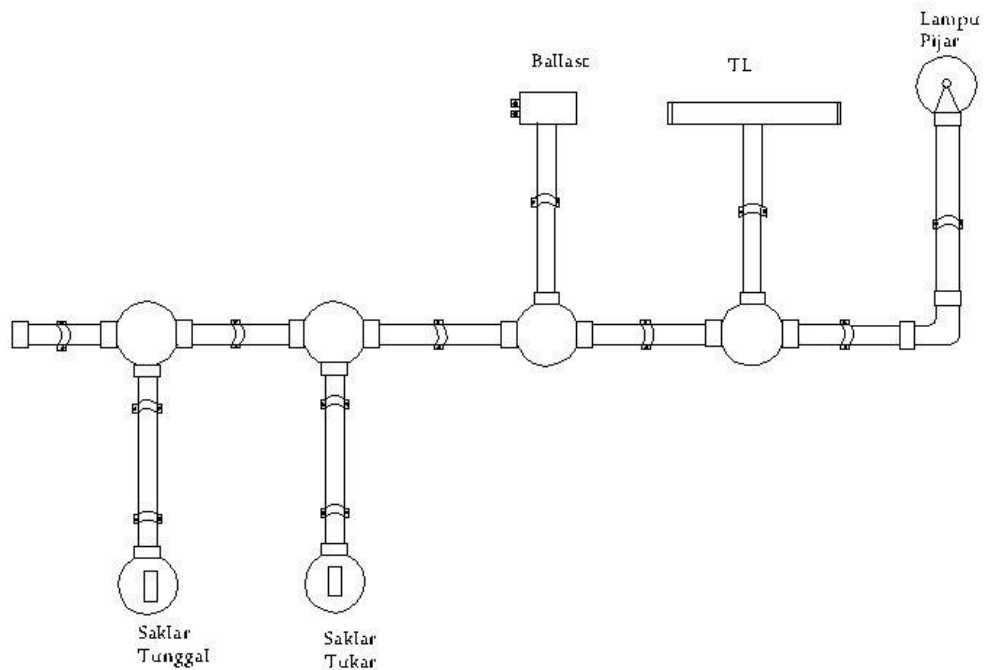 Lampu
Pijar
Ballast
TL
Saklar
Tunggal
Saklar
Tukar